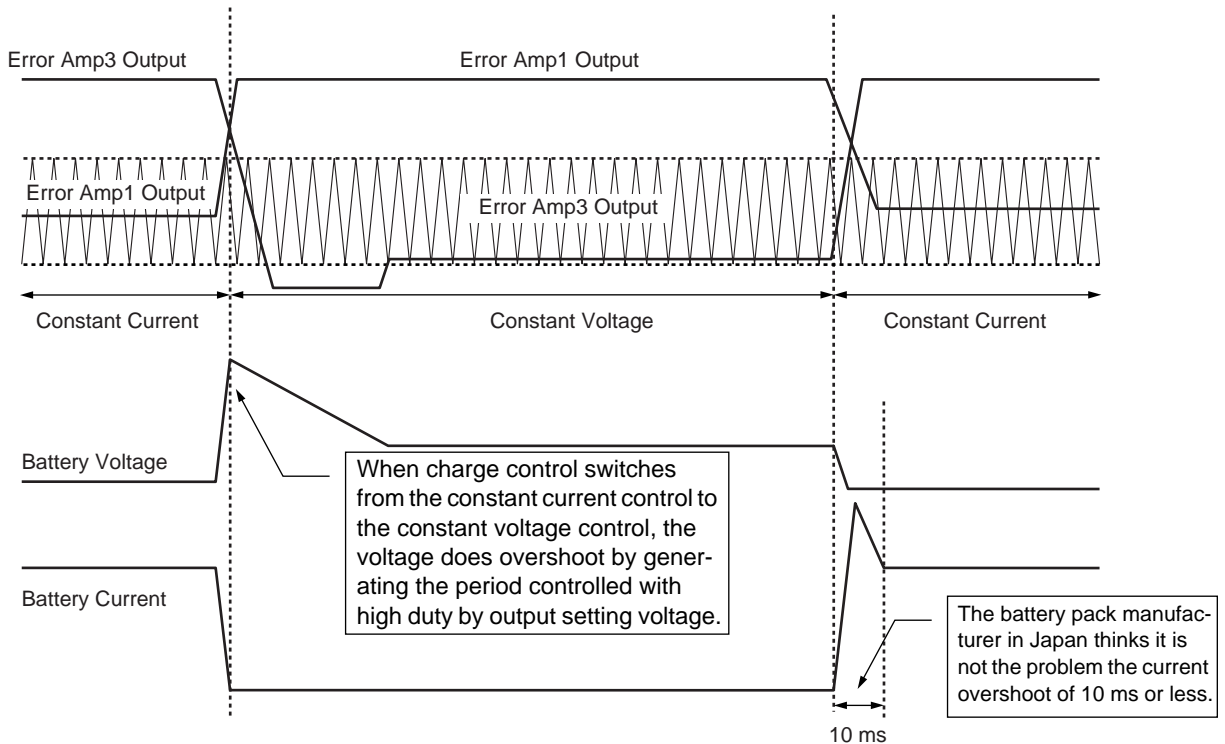 Error Amp3 Output
Error Amp1 Output
Error Amp1 Output
Error Amp3 Output
Constant Current
Constant Voltage
Constant Current
Battery Voltage
When charge control switches
from the constant current control to
the constant voltage control, the
voltage does overshoot by gener-
ating the period controlled with
high duty by output setting voltage.
Battery Current
The battery pack manufac-
turer in Japan thinks it is
not the problem the current
overshoot of 10 ms or less.
10 ms